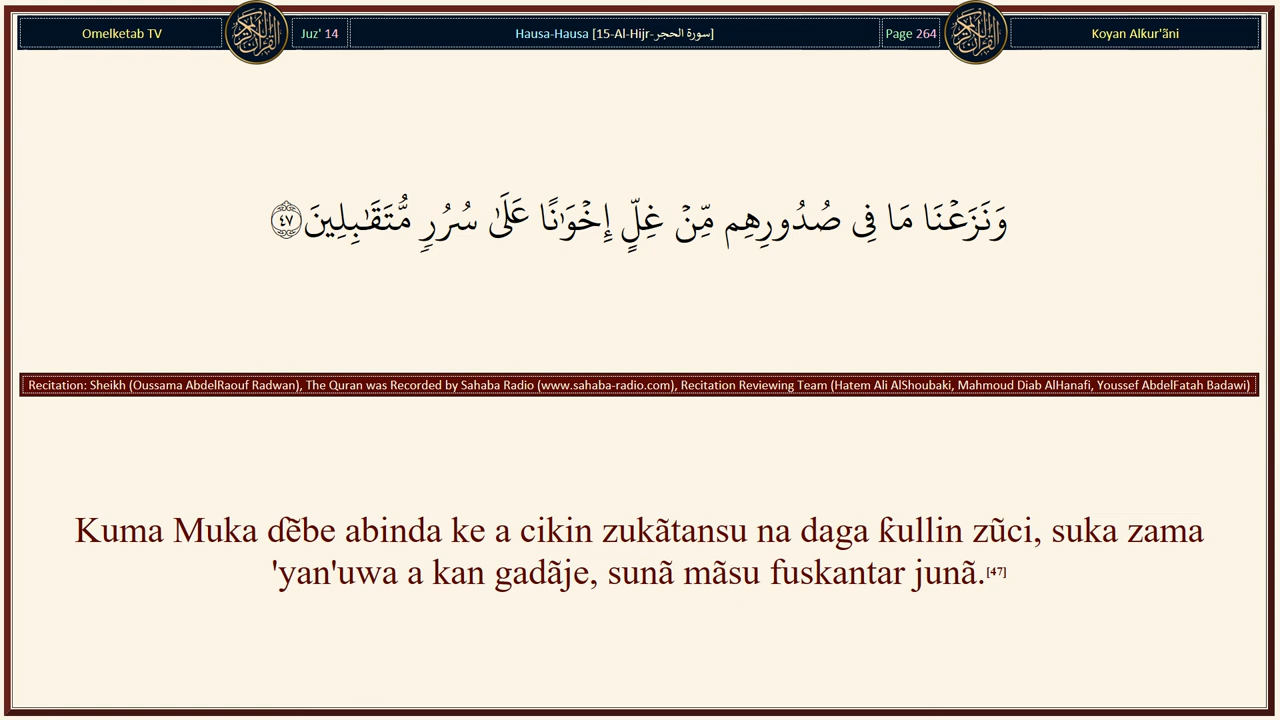 Omelketab TV
Juz' 14
Hausa-Hausa [15-Al-Hijr-سورة الحجر]
Page 264
Koyan Alƙur'ãni
وَنَزَعۡنَا مَا فِى صُدُورِهِم مِّنۡ غِلٍّ إِخۡوَٰنًا عَلَىٰ سُرُرٍ مُّتَقَـٰبِلِينَ ٤٧
Recitation: Sheikh (Oussama AbdelRaouf Radwan), The Quran was Recorded by Sahaba Radio (www.sahaba-radio.com), Recitation Reviewing Team (Hatem Ali AlShoubaki, Mahmoud Diab AlHanafi, Youssef AbdelFatah Badawi)
Kuma Muka ɗẽbe abinda ke a cikin zukãtansu na daga ƙullin zũci, suka zama
'yan'uwa a kan gadãje, sunã mãsu fuskantar junã.[47]